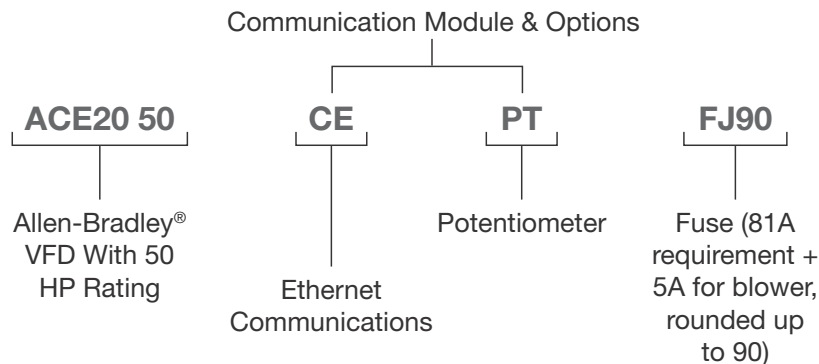 Communication Module & Options
ACE20 50
CE
PT
FJ90
Allen-Bradley®
VFD With 50
HP Rating
Ethernet
Communications
Potentiometer
Fuse (81A
requirement +
5A for blower,
rounded up
to 90)